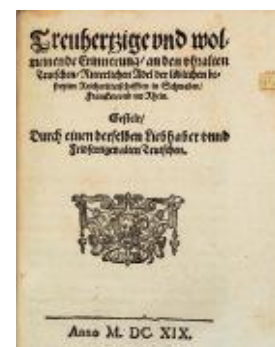 Treuhertzige vnd wol-
meinende Erinnerung / an den vhralten
Teutschen / Ritterlichen Adel der löblichen be-
freyten Reichsritterschafften in Schwaben /
Francken vnd am Rhein.
Gestelt /
Durch einen derselben Liebhaber vnnd
alten Teutschen.
Anno M. DC XIX.